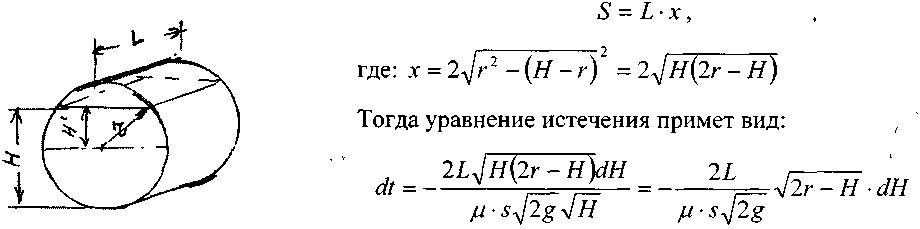 S = L · x,
где: x = 2√(r² − (H − r)²) = 2√(H(2r − H))
Тогда уравнение истечения примет вид:
dt = − (2L√(H(2r − H))dH) / (μ · s√(2g)√H) = − (2L) / (μ · s√(2g)) √(2r − H) · dH
L
H
H'